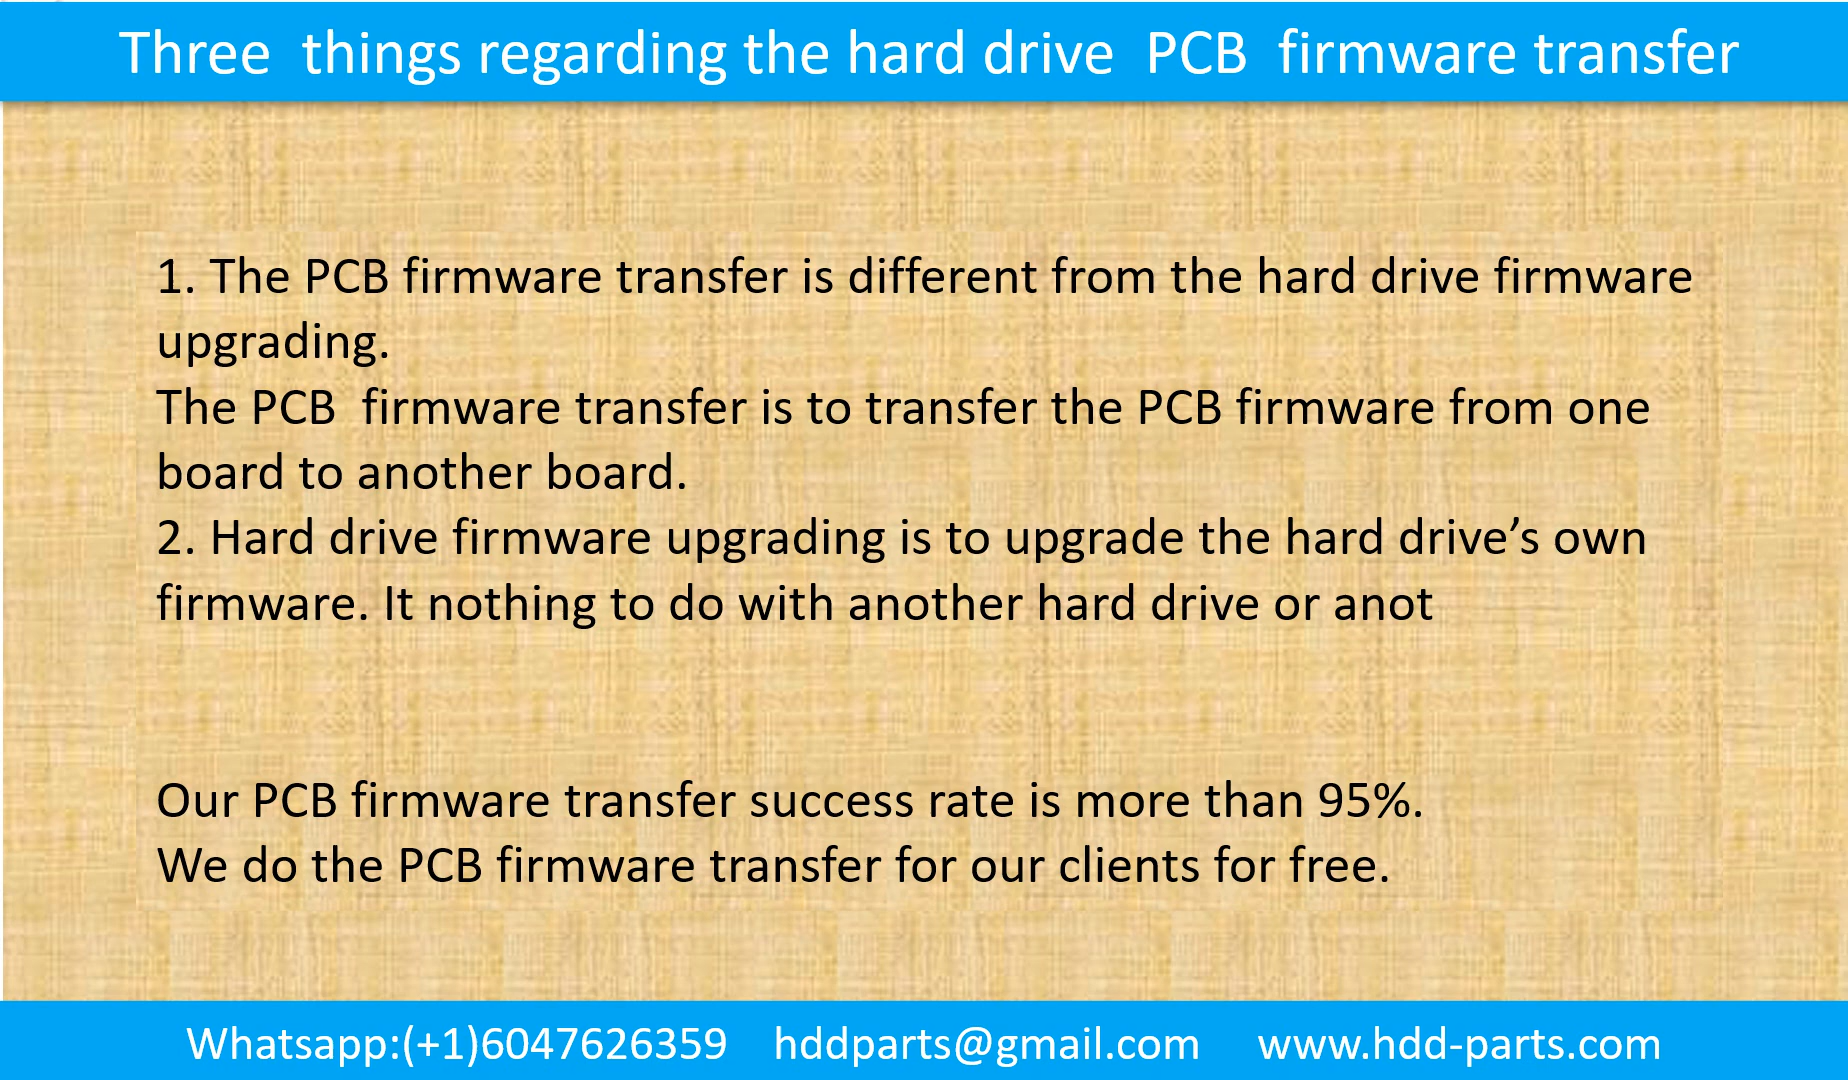 Three  things regarding the hard drive  PCB  firmware transfer
1. The PCB firmware transfer is different from the hard drive firmware
upgrading.
The PCB  firmware transfer is to transfer the PCB firmware from one
board to another board.
2. Hard drive firmware upgrading is to upgrade the hard drive’s own
firmware. It nothing to do with another hard drive or anot
Our PCB firmware transfer success rate is more than 95%.
We do the PCB firmware transfer for our clients for free.
Whatsapp:(+1)6047626359    hddparts@gmail.com    www.hdd-parts.com